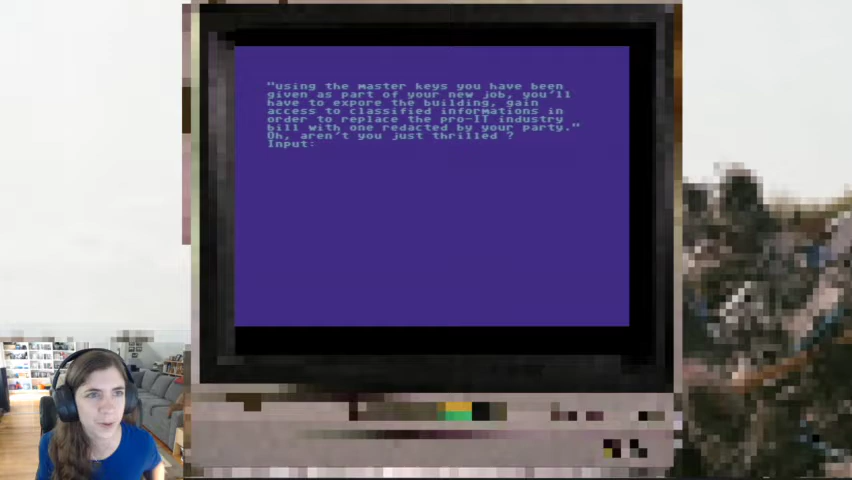 "using the master keys you have been
given as part of your new job, you'll
have to expore the building, gain
access to classified informations in
order to replace the pro-IT industry
bill with one redacted by your party."
Oh, aren't you just thrilled ?
Input: